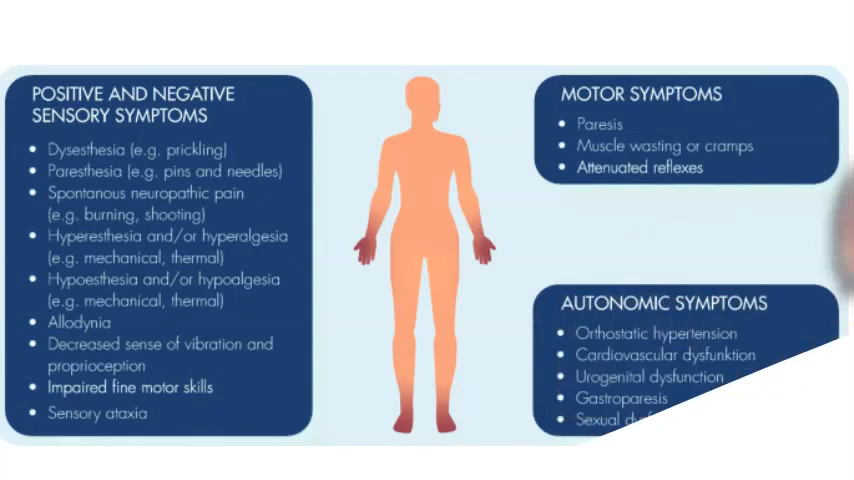 POSITIVE AND NEGATIVE
SENSORY SYMPTOMS
• Dysesthesia (e.g. prickling)
• Paresthesia (e.g. pins and needles)
• Spontanous neuropathic pain
(e.g. burning, shooting)
• Hyperesthesia and/or hyperalgesia
(e.g. mechanical, thermal)
• Hypoesthesia and/or hypoalgesia
(e.g. mechanical, thermal)
• Allodynia
• Decreased sense of vibration and
proprioception
• Impaired fine motor skills
• Sensory ataxia
MOTOR SYMPTOMS
• Paresis
• Muscle wasting or cramps
• Attenuated reflexes
AUTONOMIC SYMPTOMS
• Orthostatic hypertension
• Cardiovascular dysfunktion
• Urogenital dysfunction
• Gastroparesis
• Sexual